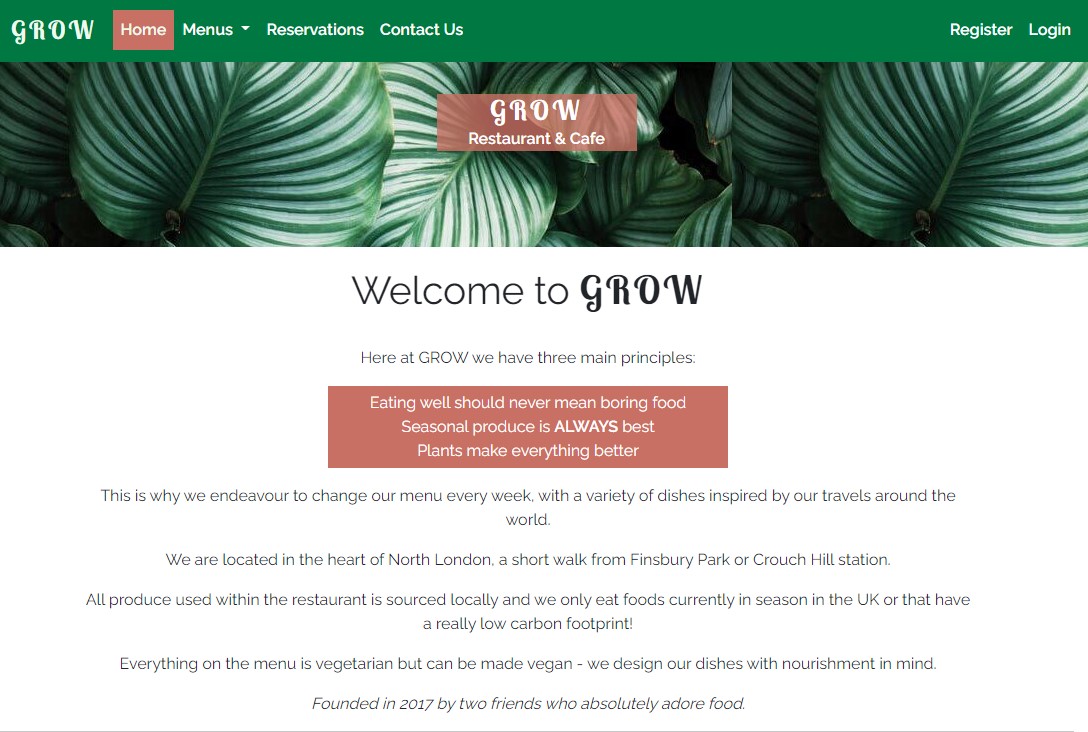 GROW Home Menus Reservations Contact Us Register Login
GROW
Restaurant & Cafe
Welcome to GROW
Here at GROW we have three main principles:
Eating well should never mean boring food
Seasonal produce is ALWAYS best
Plants make everything better
This is why we endeavour to change our menu every week, with a variety of dishes inspired by our travels around the
world.
We are located in the heart of North London, a short walk from Finsbury Park or Crouch Hill station.
All produce used within the restaurant is sourced locally and we only eat foods currently in season in the UK or that have
a really low carbon footprint!
Everything on the menu is vegetarian but can be made vegan - we design our dishes with nourishment in mind.
Founded in 2017 by two friends who absolutely adore food.